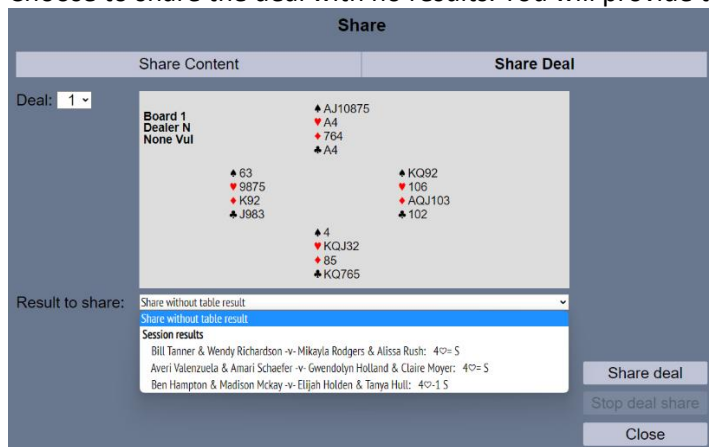 Choose to share the deal with no results. You will provide t
Share
Share Content
Share Deal
Deal: 1
Board 1
Dealer N
None Vul
♠ AJ10875
♥ A4
♦ 764
♣ A4
♠ 63
♥ 9875
♦ K92
♣ J983
♠ KQ92
♥ 106
♦ AQJ103
♣ 102
♠ 4
♥ KQJ32
♦ 85
♣ KQ765
Result to share: Share without table result
Share without table result
Session results
Bill Tanner & Wendy Richardson -v- Mikayla Rodgers & Alissa Rush: 4♡= S
Averi Valenzuela & Amari Schaefer -v- Gwendolyn Holland & Claire Moyer: 4♡= S
Ben Hampton & Madison Mckay -v- Elijah Holden & Tanya Hull: 4♡-1 S
Share deal
Stop deal share
Close